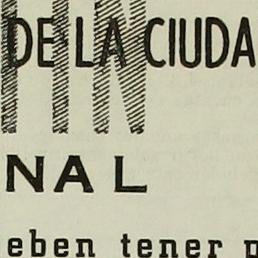 DE LA CIUDA
NAL
eben tener p